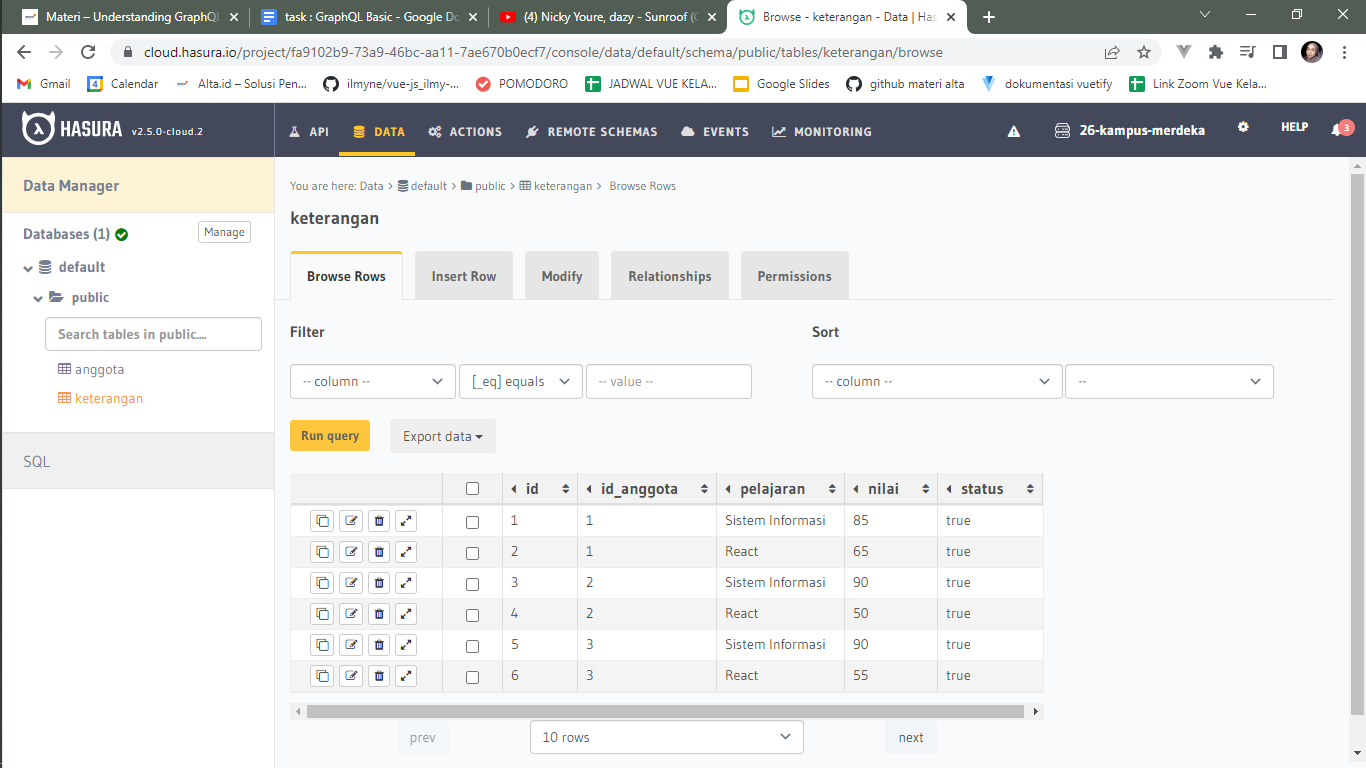 Materi – Understanding GraphQL
task : GraphQL Basic - Google Do
(4) Nicky Youre, dazy - Sunroof (
Browse - keterangan - Data | Has
cloud.hasura.io/project/fa9102b9-73a9-46bc-aa11-7ae670b0ecf7/console/data/default/schema/public/tables/keterangan/browse
Gmail
Calendar
Alta.id – Solusi Pen...
ilmyne/vue-js_ilmy-...
POMODORO
JADWAL VUE KELA...
Google Slides
github materi alta
dokumentasi vuetify
Link Zoom Vue Kela...
HASURA v2.5.0-cloud.2
API
DATA
ACTIONS
REMOTE SCHEMAS
EVENTS
MONITORING
26-kampus-merdeka
HELP
3
Data Manager
Databases (1)
Manage
default
public
Search tables in public....
anggota
keterangan
SQL
You are here: Data > default > public > keterangan > Browse Rows
keterangan
Browse Rows
Insert Row
Modify
Relationships
Permissions
Filter
Sort
-- column --
[_eq] equals
-- value --
-- column --
--
Run query
Export data
id id_anggota pelajaran nilai status
1 1 Sistem Informasi 85 true
2 1 React 65 true
3 2 Sistem Informasi 90 true
4 2 React 50 true
5 3 Sistem Informasi 90 true
6 3 React 55 true
prev
10 rows
next